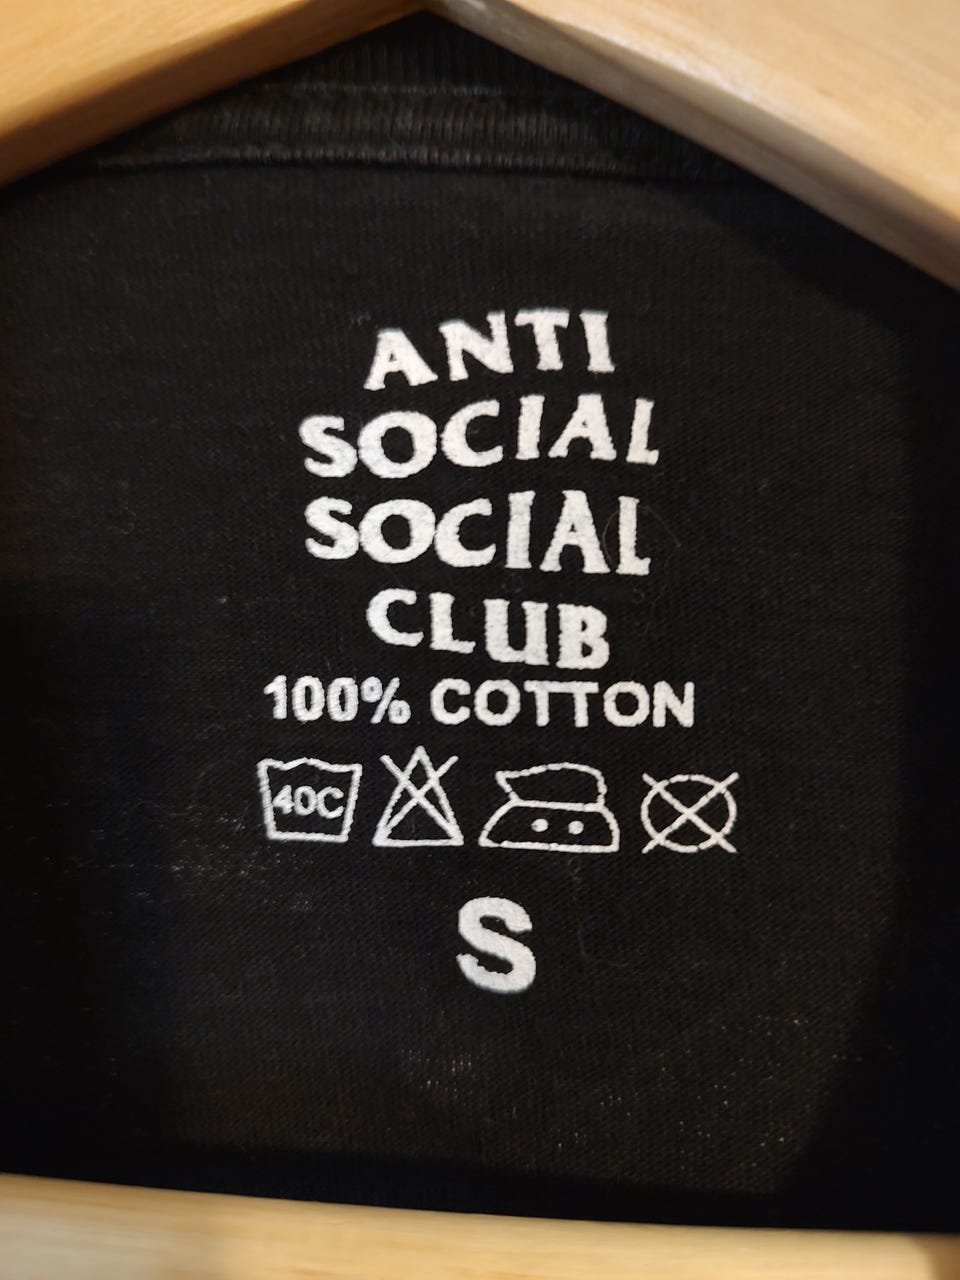 ANTI
SOCIAL
SOCIAL
CLUB
100% COTTON
40C
S